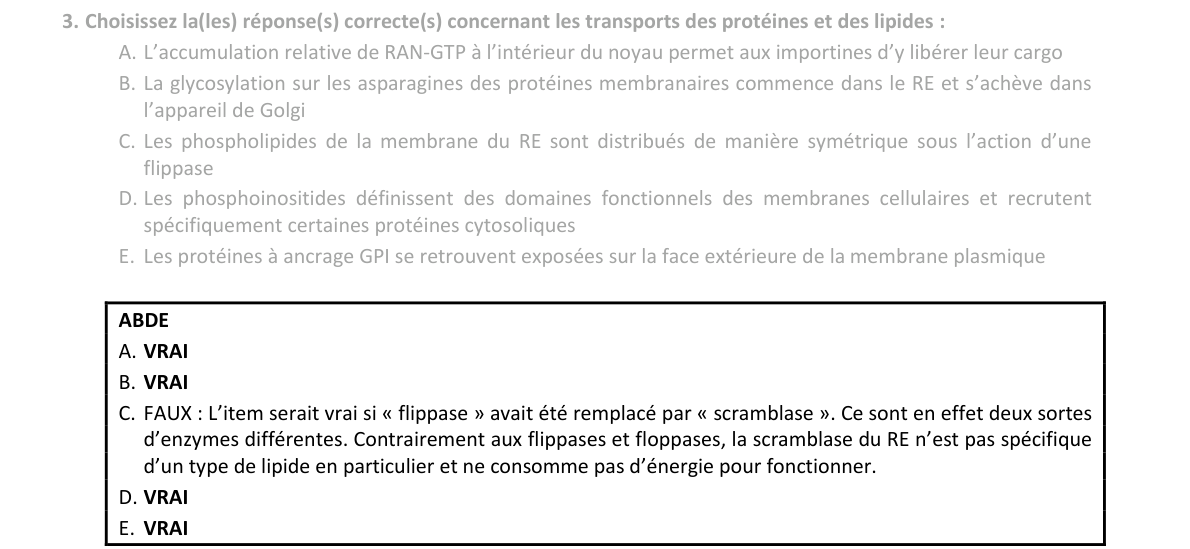 3. Choisissez la(les) réponse(s) correcte(s) concernant les transports des protéines et des lipides :
A. L’accumulation relative de RAN-GTP à l’intérieur du noyau permet aux importines d’y libérer leur cargo
B. La glycosylation sur les asparagines des protéines membranaires commence dans le RE et s’achève dans
l’appareil de Golgi
C. Les phospholipides de la membrane du RE sont distribués de manière symétrique sous l’action d’une
flippase
D. Les phosphoinositides définissent des domaines fonctionnels des membranes cellulaires et recrutent
spécifiquement certaines protéines cytosoliques
E. Les protéines à ancrage GPI se retrouvent exposées sur la face extérieure de la membrane plasmique
ABDE
A. VRAI
B. VRAI
C. FAUX : L’item serait vrai si « flippase » avait été remplacé par « scramblase ». Ce sont en effet deux sortes
d’enzymes différentes. Contrairement aux flippases et floppases, la scramblase du RE n’est pas spécifique
d’un type de lipide en particulier et ne consomme pas d’énergie pour fonctionner.
D. VRAI
E. VRAI